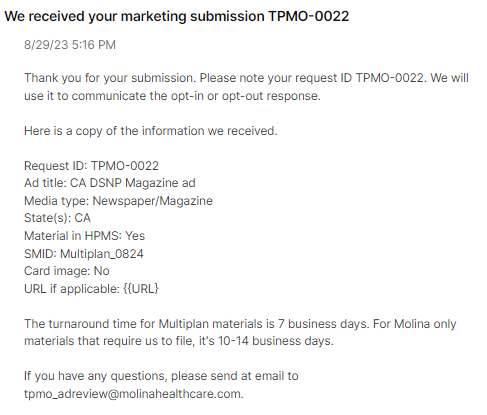 We received your marketing submission TPMO-0022
8/29/23 5:16 PM
Thank you for your submission. Please note your request ID TPMO-0022. We will
use it to communicate the opt-in or opt-out response.
Here is a copy of the information we received.
Request ID: TPMO-0022
Ad title: CA DSNP Magazine ad
Media type: Newspaper/Magazine
State(s): CA
Material in HPMS: Yes
SMID: Multiplan_0824
Card image: No
URL if applicable: {{URL}
The turnaround time for Multiplan materials is 7 business days. For Molina only
materials that require us to file, it's 10-14 business days.
If you have any questions, please send at email to
tpmo_adreview@molinahealthcare.com.